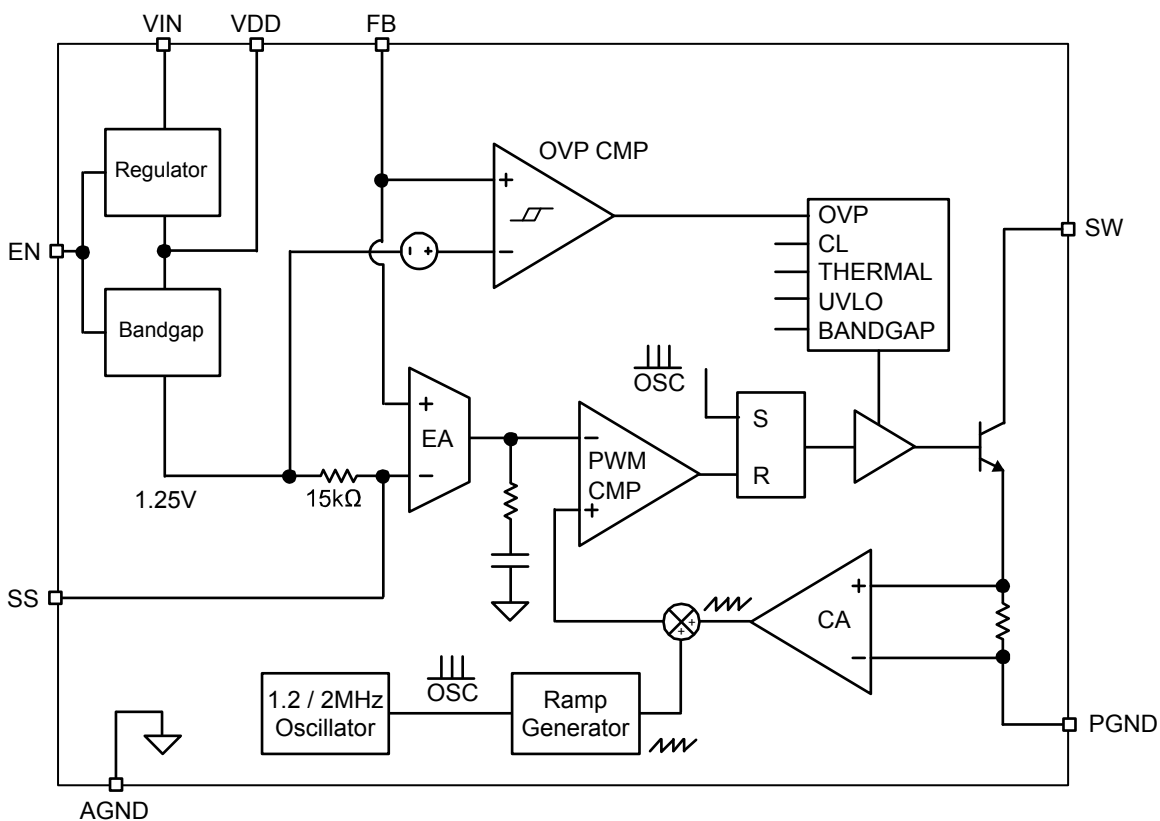 VIN
VDD
FB
OVP CMP
Regulator
+
OVP
SW
EN
CL
- +
−
THERMAL
UVLO
Bandgap
BANDGAP
OSC
+
S
EA
−
PWM
CMP
R
−
1.25V
15kΩ
+
SS
+
CA
+
+
−
OSC
1.2 / 2MHz
Oscillator
Ramp
Generator
PGND
AGND